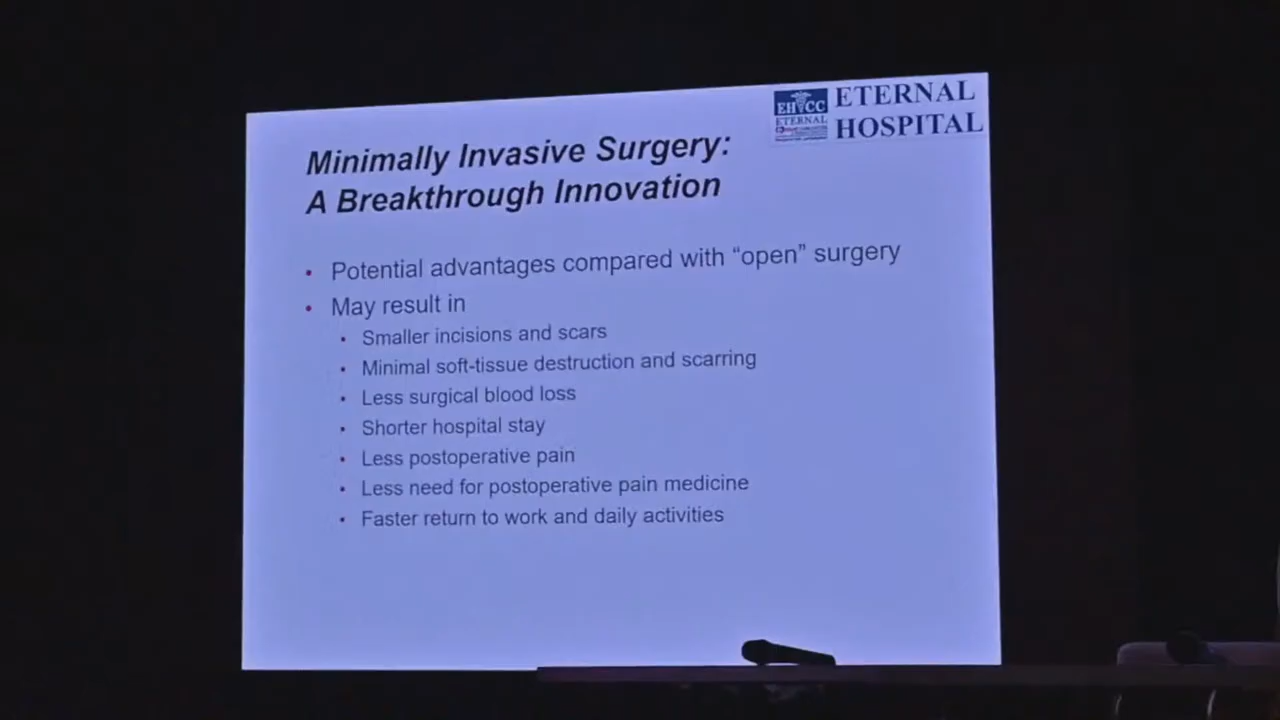 EH CC
ETERNAL
ETERNAL
HOSPITAL
Minimally Invasive Surgery:
A Breakthrough Innovation
• Potential advantages compared with “open” surgery
• May result in
• Smaller incisions and scars
• Minimal soft-tissue destruction and scarring
• Less surgical blood loss
• Shorter hospital stay
• Less postoperative pain
• Less need for postoperative pain medicine
• Faster return to work and daily activities